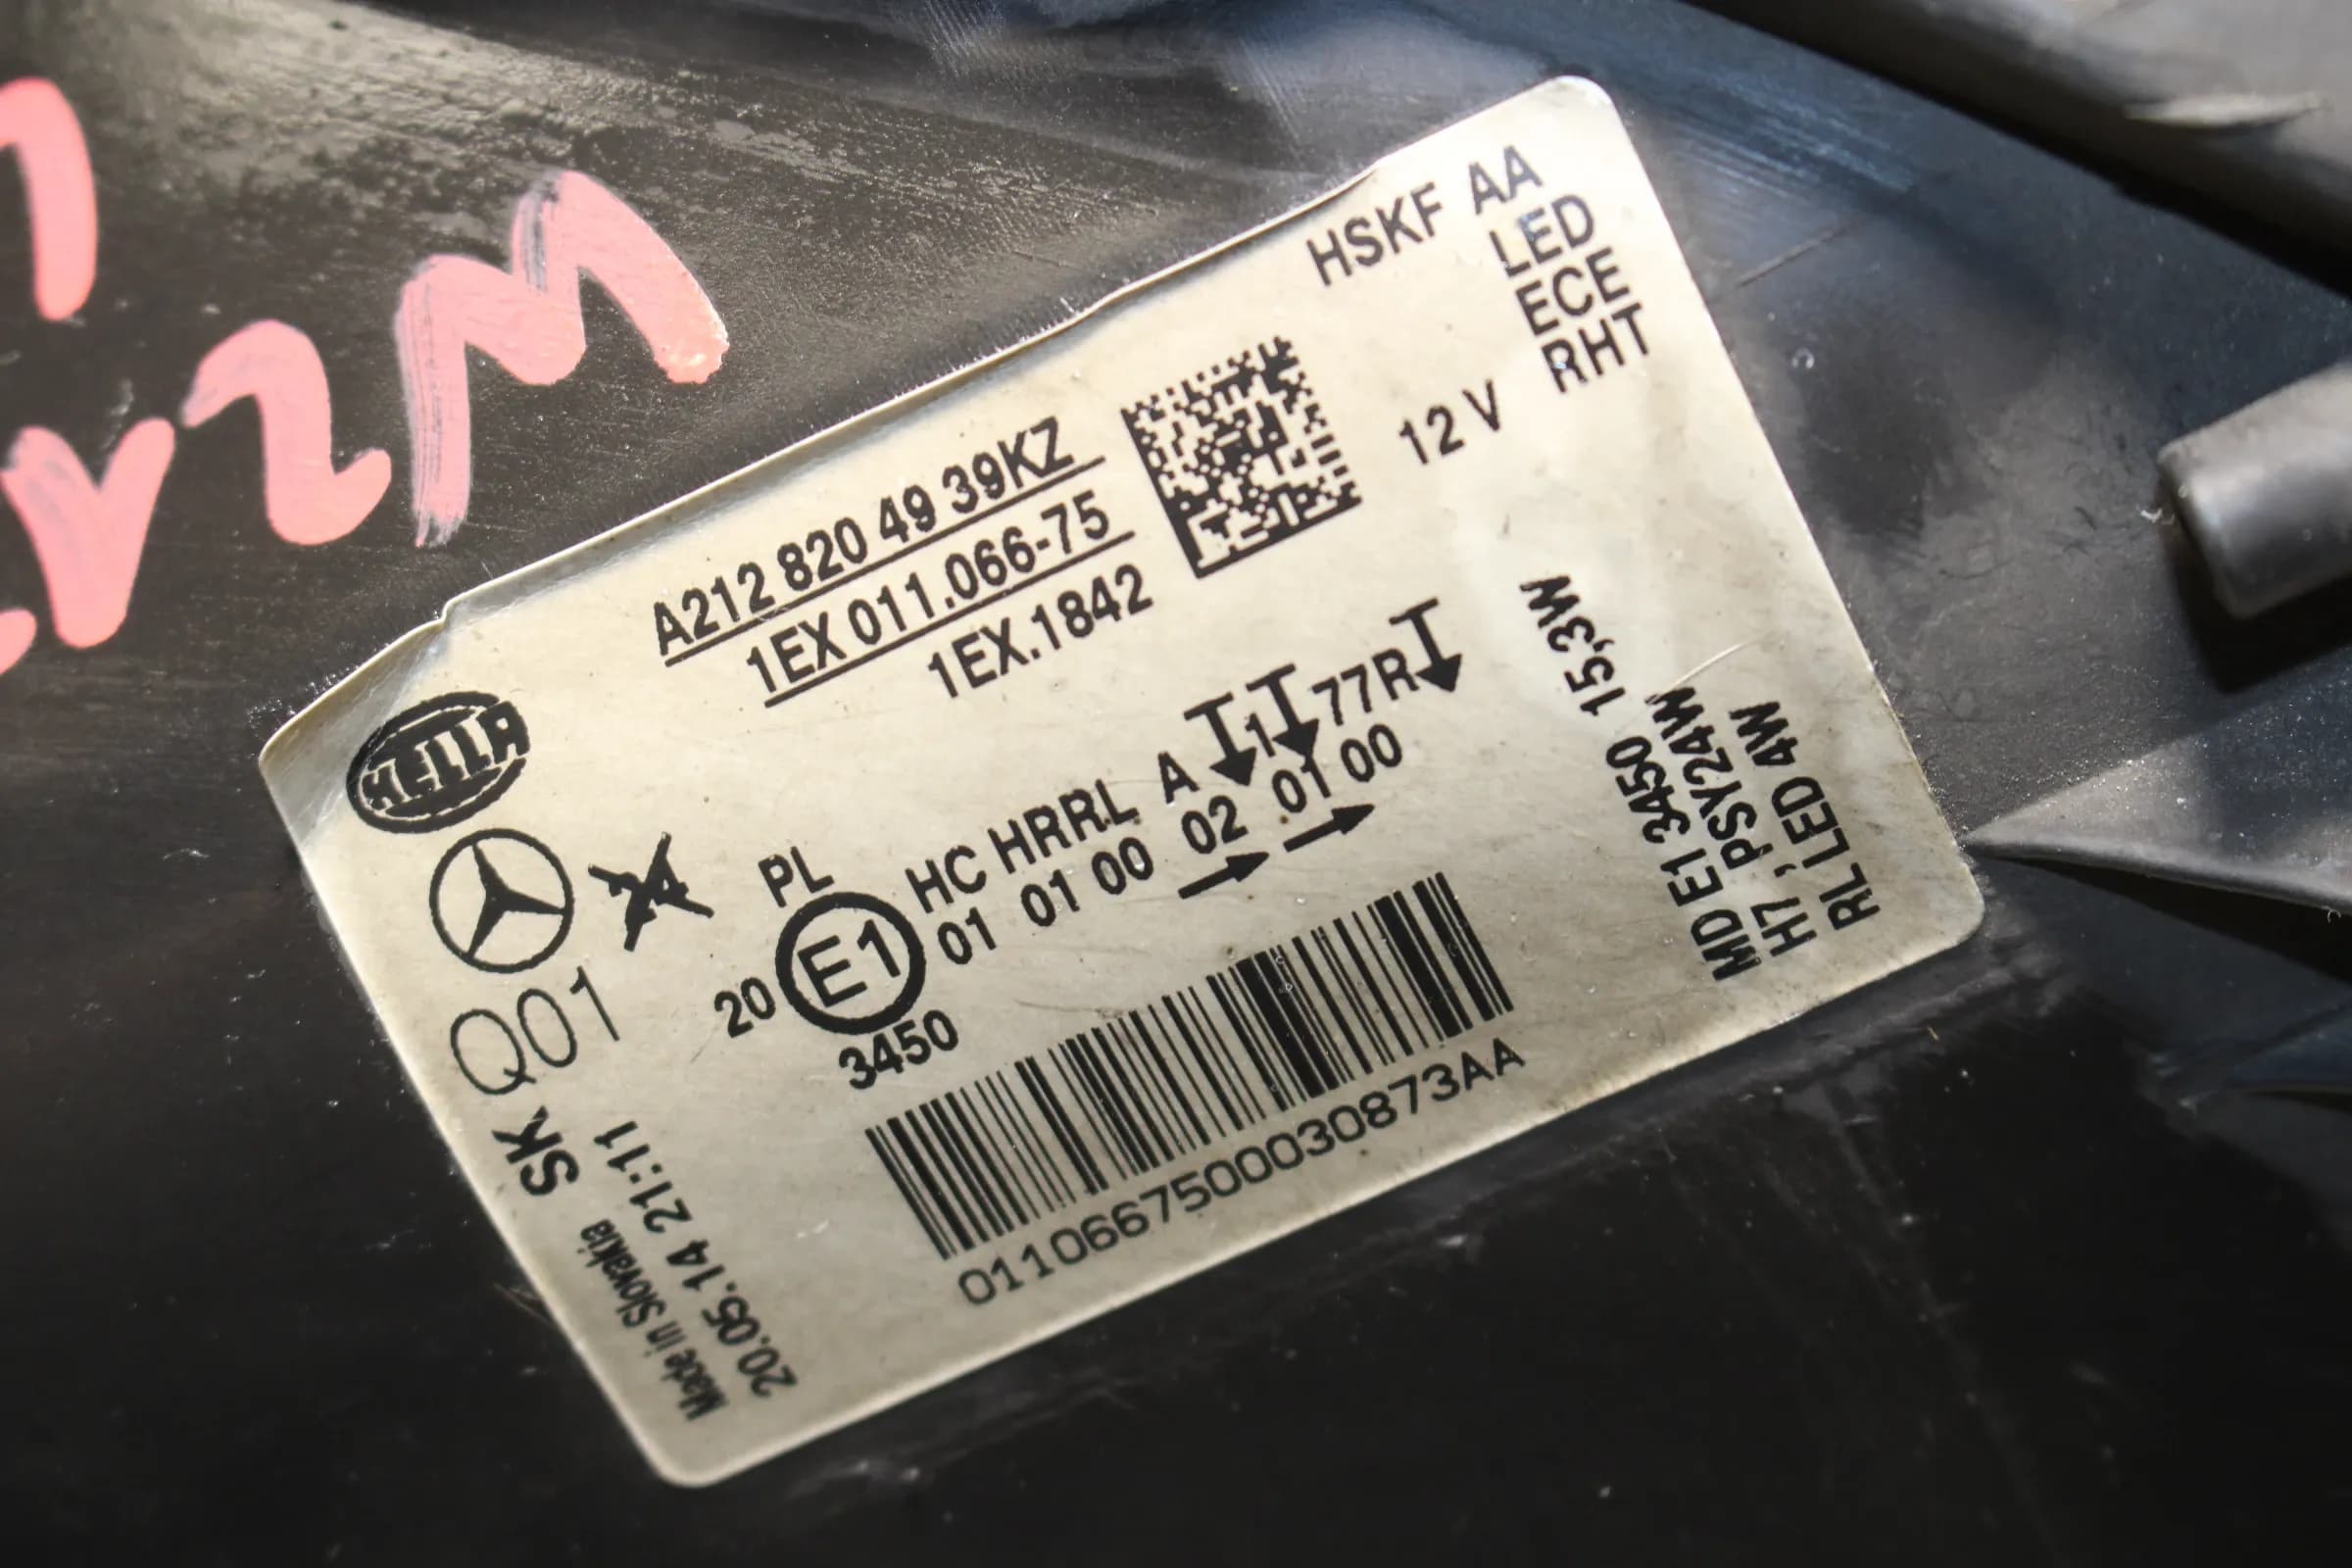 HSKF AA
LED
ECE
RHT
A212 820 49 39KZ
1EX 011.066-75
1EX.1842
12 V
HELLA
Q01
PL
HC HRRL A 1 77R
20 E1 01 01 00 02 01 00
3450
MD E1 3450 15,3W
H7 , PSY24W
RL LED 4W
SK
Made in Slovakia
20.05.14 21:11
0110667500030873AA